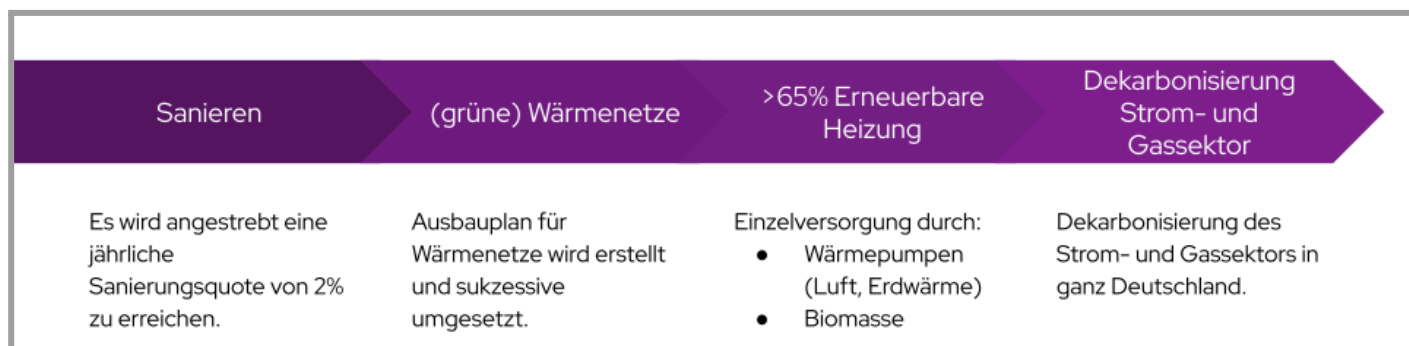 Sanieren
(grüne) Wärmenetze
>65% Erneuerbare
Heizung
Dekarbonisierung
Strom- und
Gassektor
Es wird angestrebt eine
jährliche
Sanierungsquote von 2%
zu erreichen.
Ausbauplan für
Wärmenetze wird erstellt
und sukzessive
umgesetzt.
Einzelversorgung durch:
● Wärmepumpen
(Luft, Erdwärme)
● Biomasse
Dekarbonisierung des
Strom- und Gassektors in
ganz Deutschland.